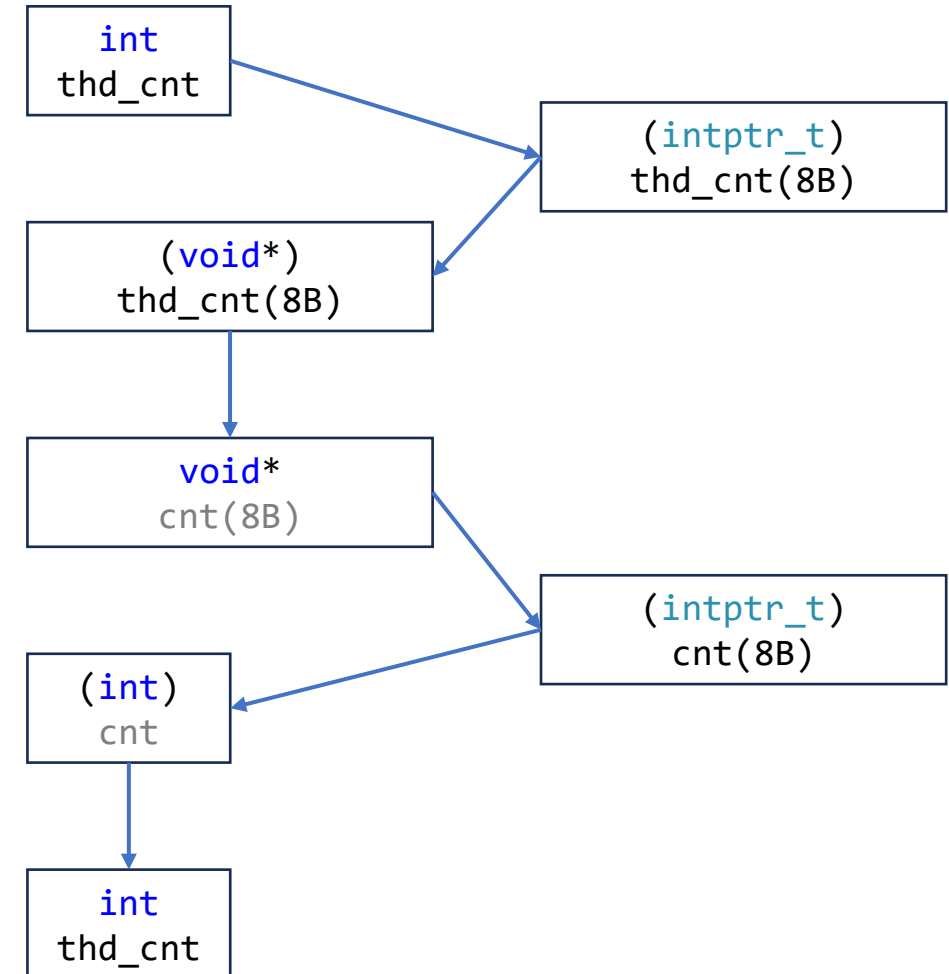 int
thd_cnt
(intptr_t)
thd_cnt(8B)
(void*)
thd_cnt(8B)
void*
cnt(8B)
(intptr_t)
cnt(8B)
(int)
cnt
int
thd_cnt